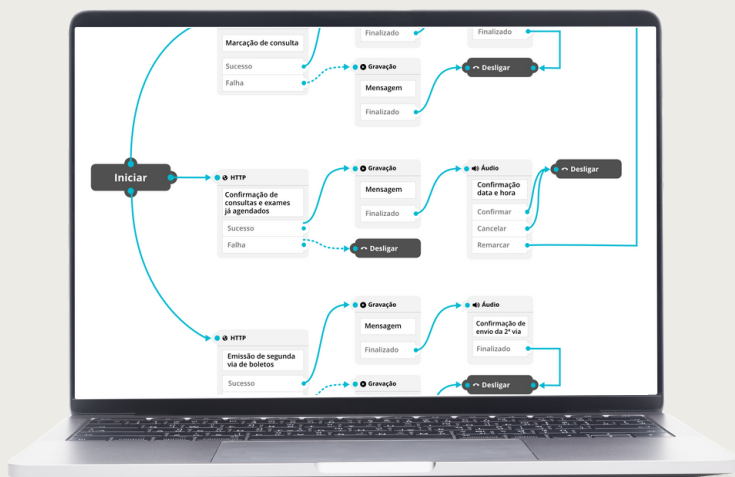 Finalizado
Finalizado
Marcação de consulta
Sucesso
Falha
Gravação
Mensagem
Finalizado
Desligar
Iniciar
HTTP
Confirmação de
consultas e exames
já agendados
Sucesso
Falha
Gravação
Mensagem
Finalizado
Desligar
Áudio
Confirmação
data e hora
Confirmar
Cancelar
Remarcar
Desligar
HTTP
Emissão de segunda
via de boletos
Sucesso
Gravação
Mensagem
Finalizado
Áudio
Confirmação de
envio da 2ª via
Finalizado
Gravação
Desligar